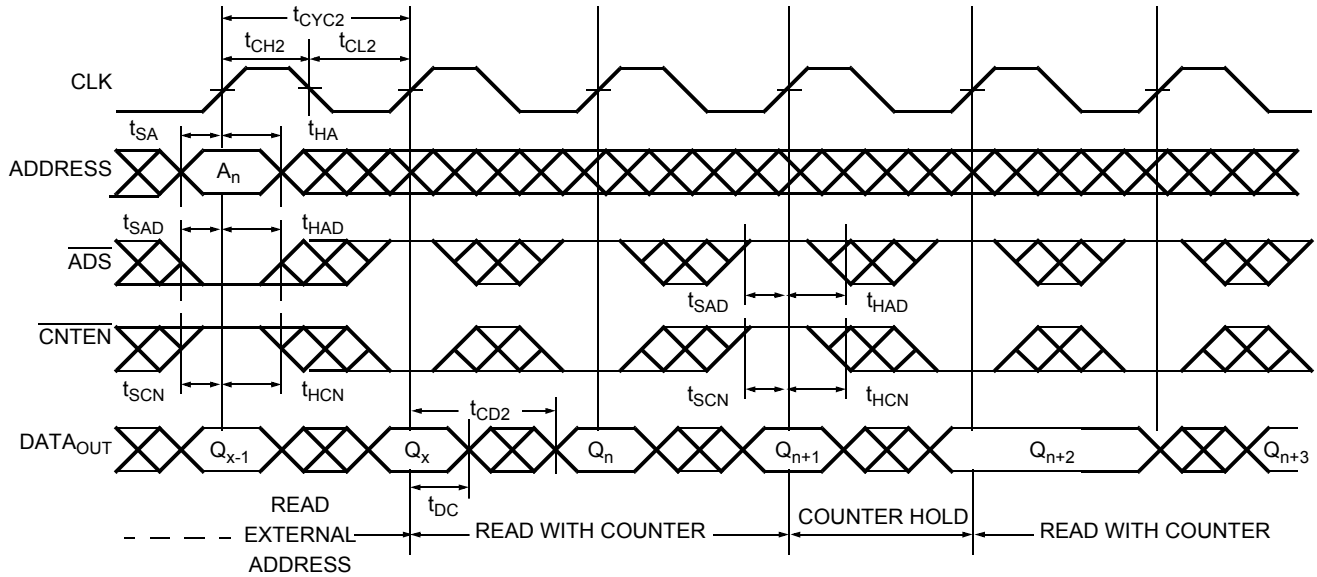 tCYC2
tCH2 tCL2
CLK
tSA tHA
ADDRESS An
tSAD tHAD
ADS
tSAD tHAD
CNTEN
tSCN tHCN tSCN tHCN
tCD2
DATAOUT Qx-1 Qx Qn Qn+1 Qn+2 Qn+3
tDC
READ
EXTERNAL
ADDRESS
READ WITH COUNTER
COUNTER HOLD
READ WITH COUNTER